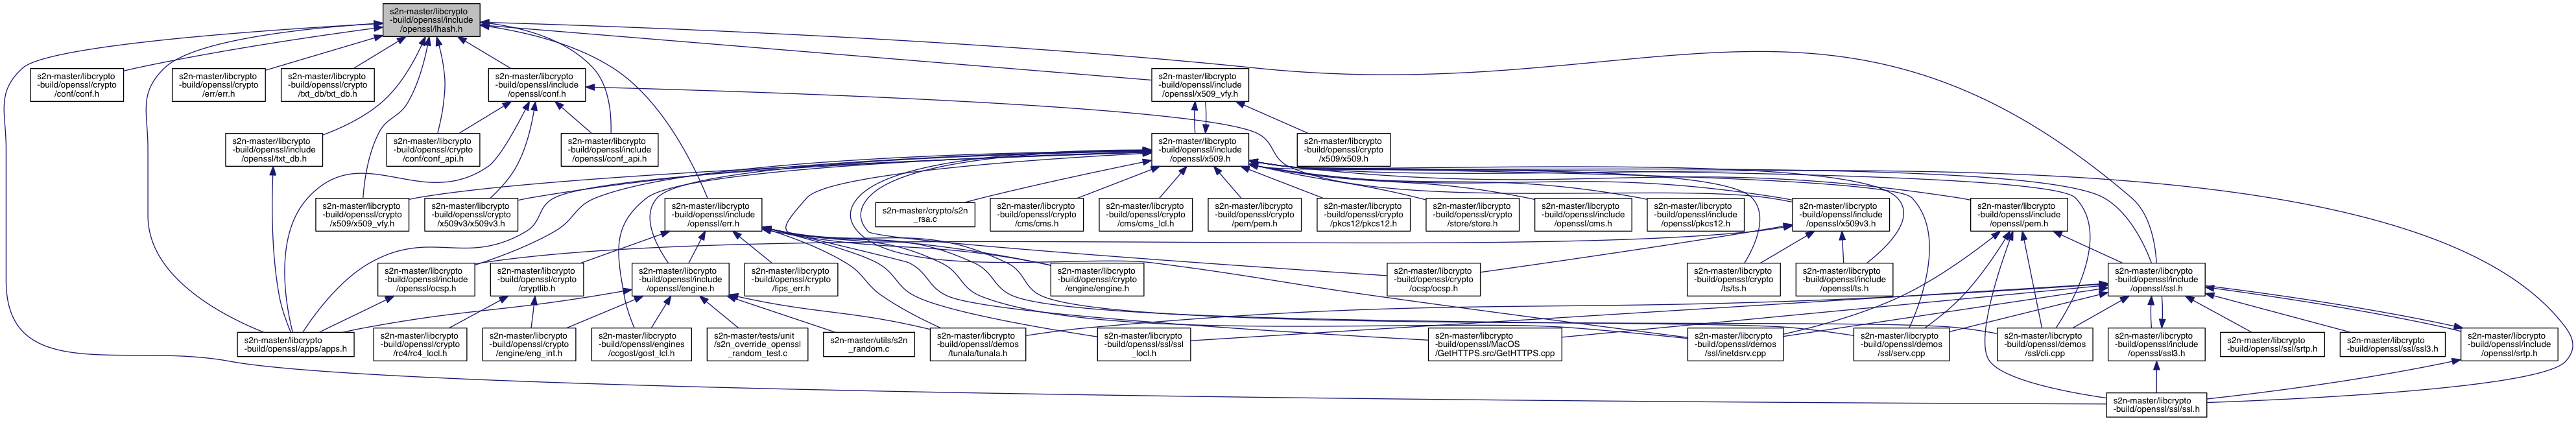 s2n-master/libcrypto
-build/openssl/include
/openssl/lhash.h
s2n-master/libcrypto
-build/openssl/crypto
/conf/conf.h
s2n-master/libcrypto
-build/openssl/crypto
/err/err.h
s2n-master/libcrypto
-build/openssl/crypto
/txt_db/txt_db.h
s2n-master/libcrypto
-build/openssl/include
/openssl/conf.h
s2n-master/libcrypto
-build/openssl/include
/openssl/x509_vfy.h
s2n-master/libcrypto
-build/openssl/include
/openssl/txt_db.h
s2n-master/libcrypto
-build/openssl/crypto
/conf/conf_api.h
s2n-master/libcrypto
-build/openssl/include
/openssl/conf_api.h
s2n-master/libcrypto
-build/openssl/include
/openssl/x509.h
s2n-master/libcrypto
-build/openssl/crypto
/x509/x509.h
s2n-master/libcrypto
-build/openssl/crypto
/x509/x509_vfy.h
s2n-master/libcrypto
-build/openssl/crypto
/x509v3/x509v3.h
s2n-master/libcrypto
-build/openssl/include
/openssl/err.h
s2n-master/crypto/s2n
_rsa.c
s2n-master/libcrypto
-build/openssl/crypto
/cms/cms.h
s2n-master/libcrypto
-build/openssl/crypto
/cms/cms_lcl.h
s2n-master/libcrypto
-build/openssl/crypto
/pem/pem.h
s2n-master/libcrypto
-build/openssl/crypto
/pkcs12/pkcs12.h
s2n-master/libcrypto
-build/openssl/crypto
/store/store.h
s2n-master/libcrypto
-build/openssl/include
/openssl/cms.h
s2n-master/libcrypto
-build/openssl/include
/openssl/pkcs12.h
s2n-master/libcrypto
-build/openssl/include
/openssl/x509v3.h
s2n-master/libcrypto
-build/openssl/include
/openssl/pem.h
s2n-master/libcrypto
-build/openssl/include
/openssl/ocsp.h
s2n-master/libcrypto
-build/openssl/crypto
/cryptlib.h
s2n-master/libcrypto
-build/openssl/include
/openssl/engine.h
s2n-master/libcrypto
-build/openssl/crypto
/fips_err.h
s2n-master/libcrypto
-build/openssl/crypto
/engine/engine.h
s2n-master/libcrypto
-build/openssl/crypto
/ocsp/ocsp.h
s2n-master/libcrypto
-build/openssl/crypto
/ts/ts.h
s2n-master/libcrypto
-build/openssl/include
/openssl/ts.h
s2n-master/libcrypto
-build/openssl/include
/openssl/ssl.h
s2n-master/libcrypto
-build/openssl/apps/apps.h
s2n-master/libcrypto
-build/openssl/crypto
/rc4/rc4_locl.h
s2n-master/libcrypto
-build/openssl/crypto
/engine/eng_int.h
s2n-master/libcrypto
-build/openssl/engines
/ccgost/gost_lcl.h
s2n-master/tests/unit
/s2n_override_openssl
_random_test.c
s2n-master/utils/s2n
_random.c
s2n-master/libcrypto
-build/openssl/demos
/tunala/tunala.h
s2n-master/libcrypto
-build/openssl/ssl/ssl
_locl.h
s2n-master/libcrypto
-build/openssl/MacOS
/GetHTTPS.src/GetHTTPS.cpp
s2n-master/libcrypto
-build/openssl/demos
/ssl/inetdsrv.cpp
s2n-master/libcrypto
-build/openssl/demos
/ssl/serv.cpp
s2n-master/libcrypto
-build/openssl/demos
/ssl/cli.cpp
s2n-master/libcrypto
-build/openssl/include
/openssl/ssl3.h
s2n-master/libcrypto
-build/openssl/ssl/srtp.h
s2n-master/libcrypto
-build/openssl/ssl/ssl3.h
s2n-master/libcrypto
-build/openssl/include
/openssl/srtp.h
s2n-master/libcrypto
-build/openssl/ssl/ssl.h